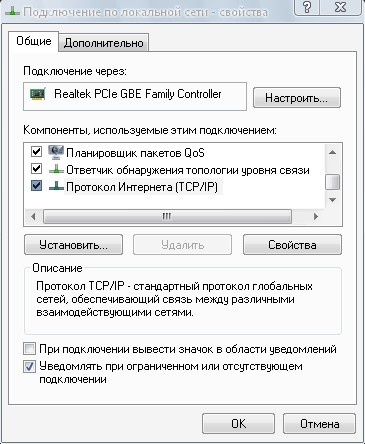 Подключение по локальной сети - свойства
Общие
Дополнительно
Подключение через:
Realtek PCIe GBE Family Controller
Настроить...
Компоненты, используемые этим подключением:
Планировщик пакетов QoS
Ответчик обнаружения топологии уровня связи
Протокол Интернета (TCP/IP)
Установить...
Удалить
Свойства
Описание
Протокол TCP/IP - стандартный протокол глобальных
сетей, обеспечивающий связь между различными
взаимодействующими сетями.
При подключении вывести значок в области уведомлений
Уведомлять при ограниченном или отсутствующем
подключении
OK
Отмена